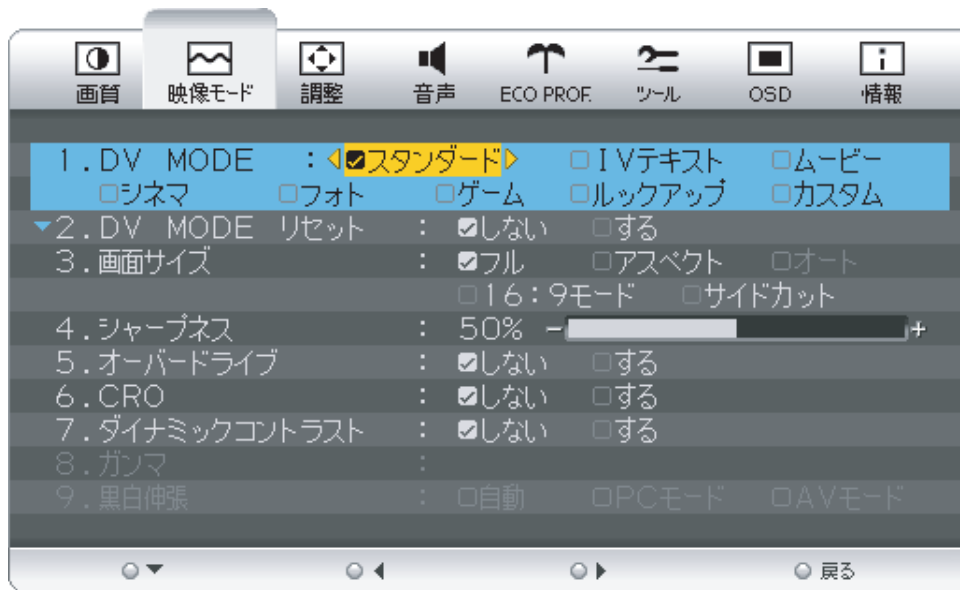 画質 映像モード 調整 音声 ECO PROF. ツール OSD 情報
1.DV MODE : スタンダード IVテキスト ムービー
シネマ フォト ゲーム ルックアップ カスタム
2.DV MODE リセット : しない する
3.画面サイズ : フル アスペクト オート
16:9モード サイドカット
4.シャープネス : 50% - +
5.オーバードライブ : しない する
6.CRO : しない する
7.ダイナミックコントラスト : しない する
8.ガンマ :
9.黒白伸張 : 自動 PCモード AVモード
戻る